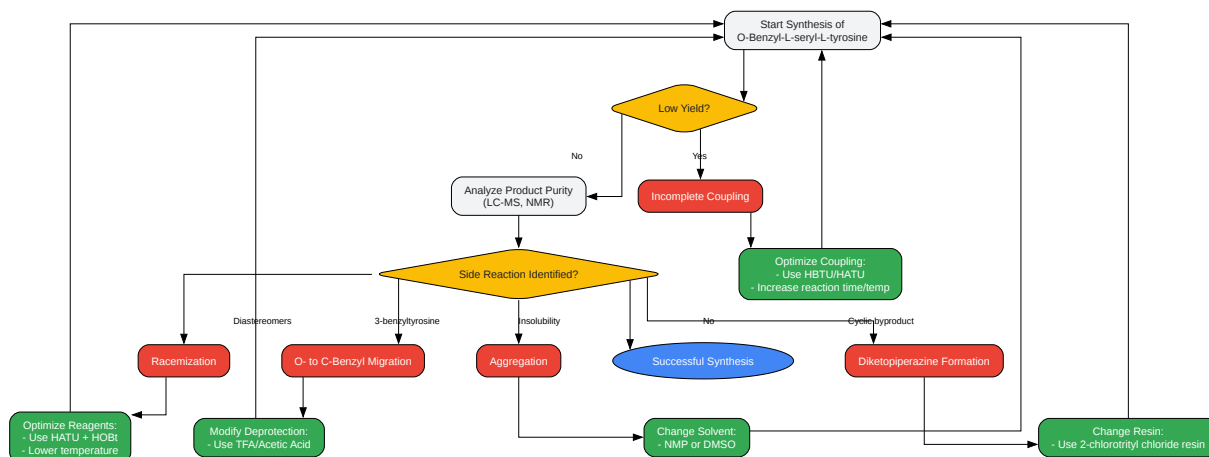 Start Synthesis of
O-Benzyl-L-seryl-L-tyrosine
Low Yield?
No
Yes
Analyze Product Purity
(LC-MS, NMR)
Incomplete Coupling
Optimize Coupling:
- Use HBTU/HATU
- Increase reaction time/temp
Side Reaction Identified?
Diastereomers
3-benzyltyrosine
Insolubility
No
Cyclic byproduct
Racemization
O- to C-Benzyl Migration
Aggregation
Successful Synthesis
Diketopiperazine Formation
Optimize Reagents:
- Use HATU + HOBt
- Lower temperature
Modify Deprotection:
- Use TFA/Acetic Acid
Change Solvent:
- NMP or DMSO
Change Resin:
- Use 2-chlorotrityl chloride resin